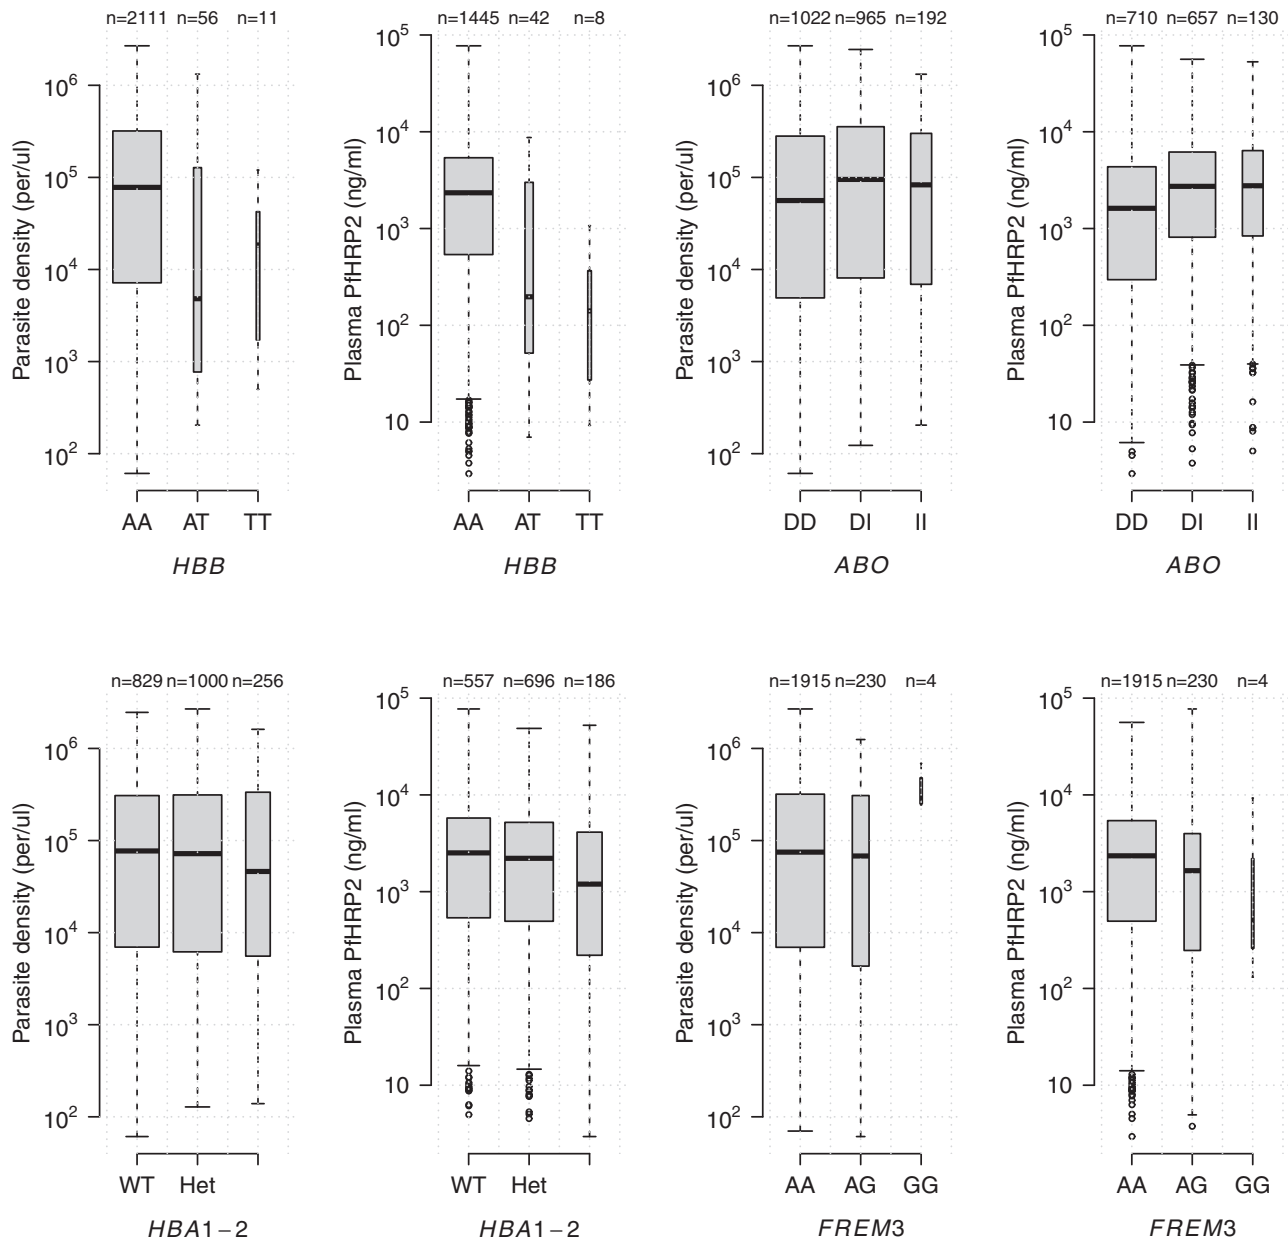 n=2111 n=56 n=11
Parasite density (per/ul)
10^6
10^5
10^4
10^3
10^2
AA AT TT
HBB
n=1445 n=42 n=8
Plasma PfHRP2 (ng/ml)
10^5
10^4
10^3
10^2
10
AA AT TT
HBB
n=1022 n=965 n=192
Parasite density (per/ul)
10^6
10^5
10^4
10^3
10^2
DD DI II
ABO
n=710 n=657 n=130
Plasma PfHRP2 (ng/ml)
10^5
10^4
10^3
10^2
10
DD DI II
ABO
n=829 n=1000 n=256
Parasite density (per/ul)
10^6
10^5
10^4
10^3
10^2
WT Het
HBA1–2
n=557 n=696 n=186
Plasma PfHRP2 (ng/ml)
10^5
10^4
10^3
10^2
10
WT Het
HBA1–2
n=1915 n=230 n=4
Parasite density (per/ul)
10^6
10^5
10^4
10^3
10^2
AA AG GG
FREM3
n=1915 n=230 n=4
Plasma PfHRP2 (ng/ml)
10^5
10^4
10^3
10^2
10
AA AG GG
FREM3